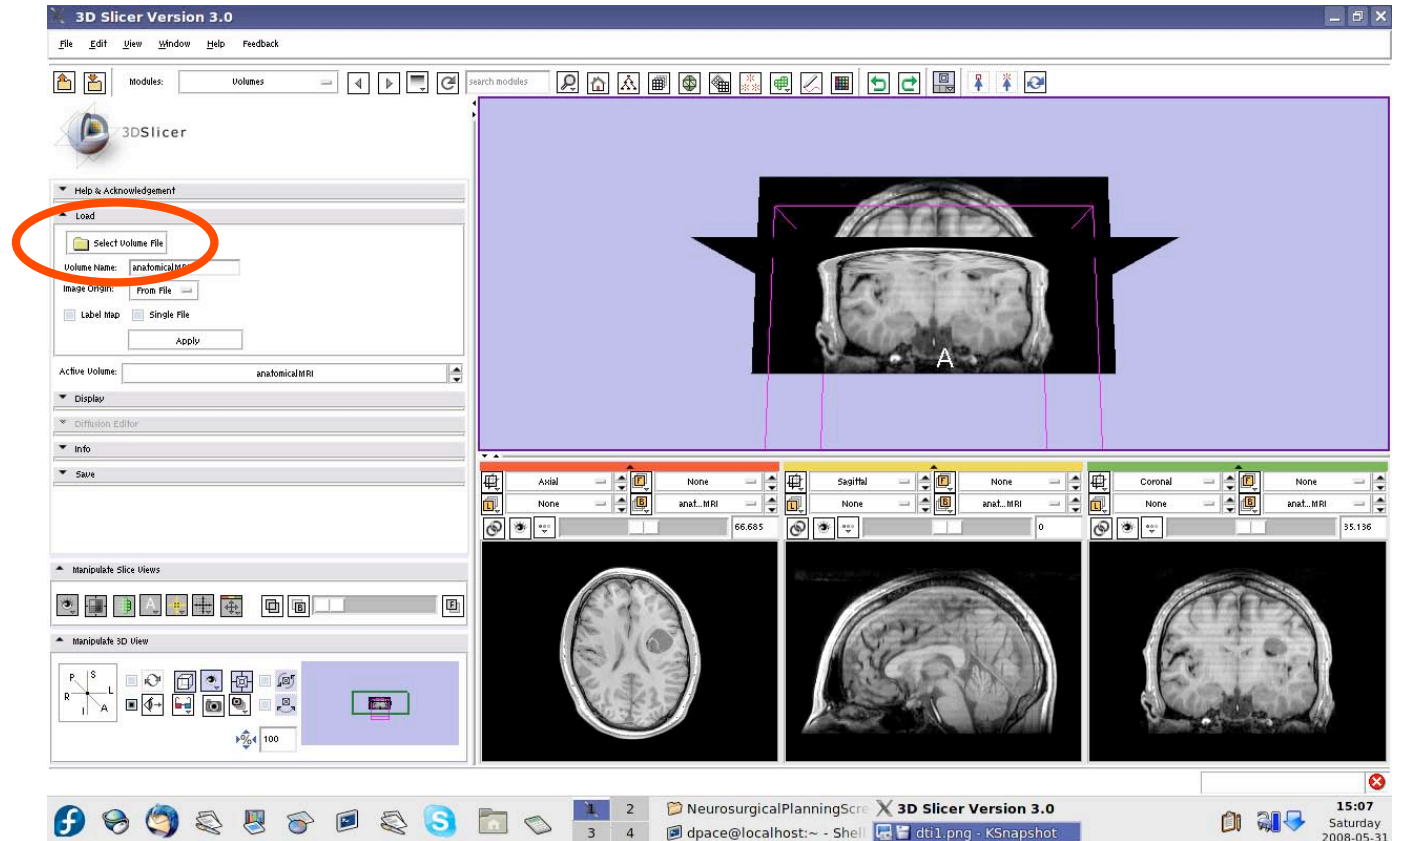 3D Slicer Version 3.0
File Edit View Window Help Feedback
Modules: Volumes search modules
3DSlicer
Help & Acknowledgement
Load
Select Volume File
Volume Name: anatomicalMRI
Image Origin: From File
Label Map Single File
Apply
Active Volume: anatomicalMRI
Display
Diffusion Editor
Info
Save
Manipulate Slice Views
Manipulate 3D View
P S
R L
I A
% 100
A
Axial F None
L None B anat...MRI
66.685
Sagittal F None
L None B anat...MRI
0
Coronal F None
L None B anat...MRI
35.136
1 2 NeurosurgicalPlanningScre 3D Slicer Version 3.0
3 4 dpace@localhost:~ - Shell dti1.png - KSnapshot
15:07
Saturday
2008-05-31